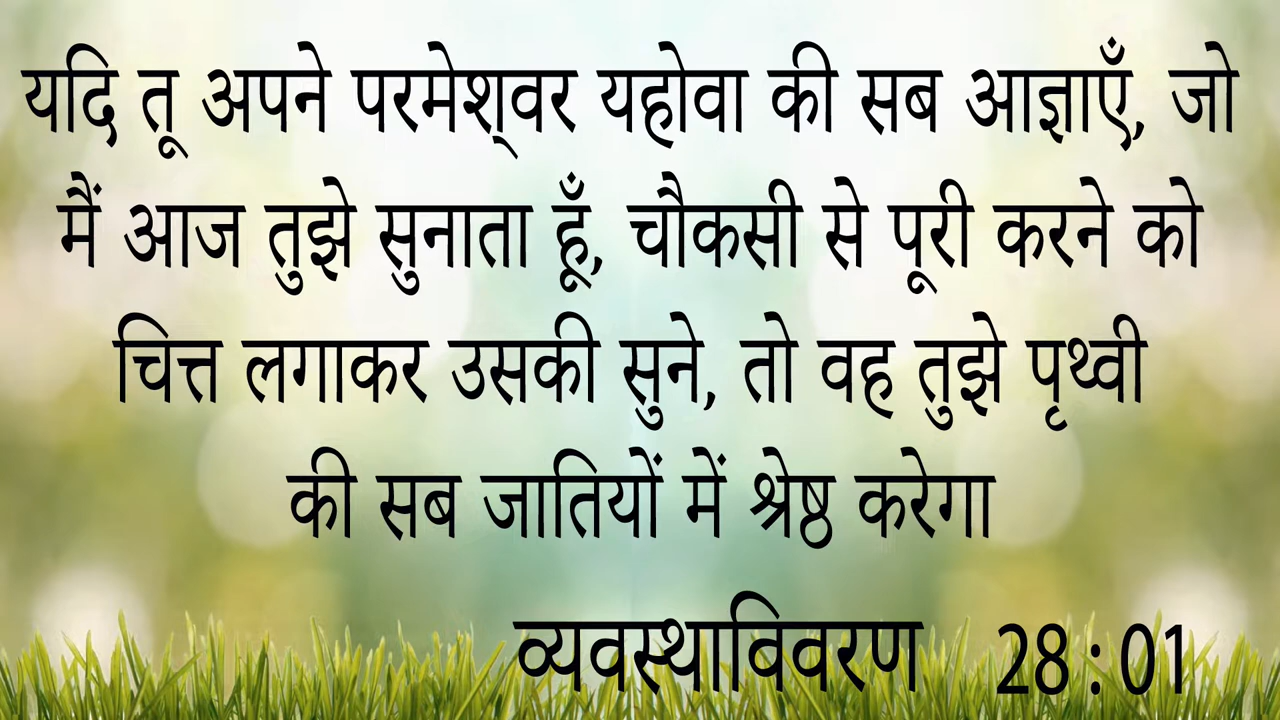 यदि तू अपने परमेश्‌वर यहोवा की सब आज्ञाएँ, जो
मैं आज तुझे सुनाता हूँ, चौकसी से पूरी करने को
चित्त लगाकर उसकी सुने, तो वह तुझे पृथ्वी
की सब जातियों में श्रेष्ठ करेगा
व्यवस्थाविवरण 28 : 01